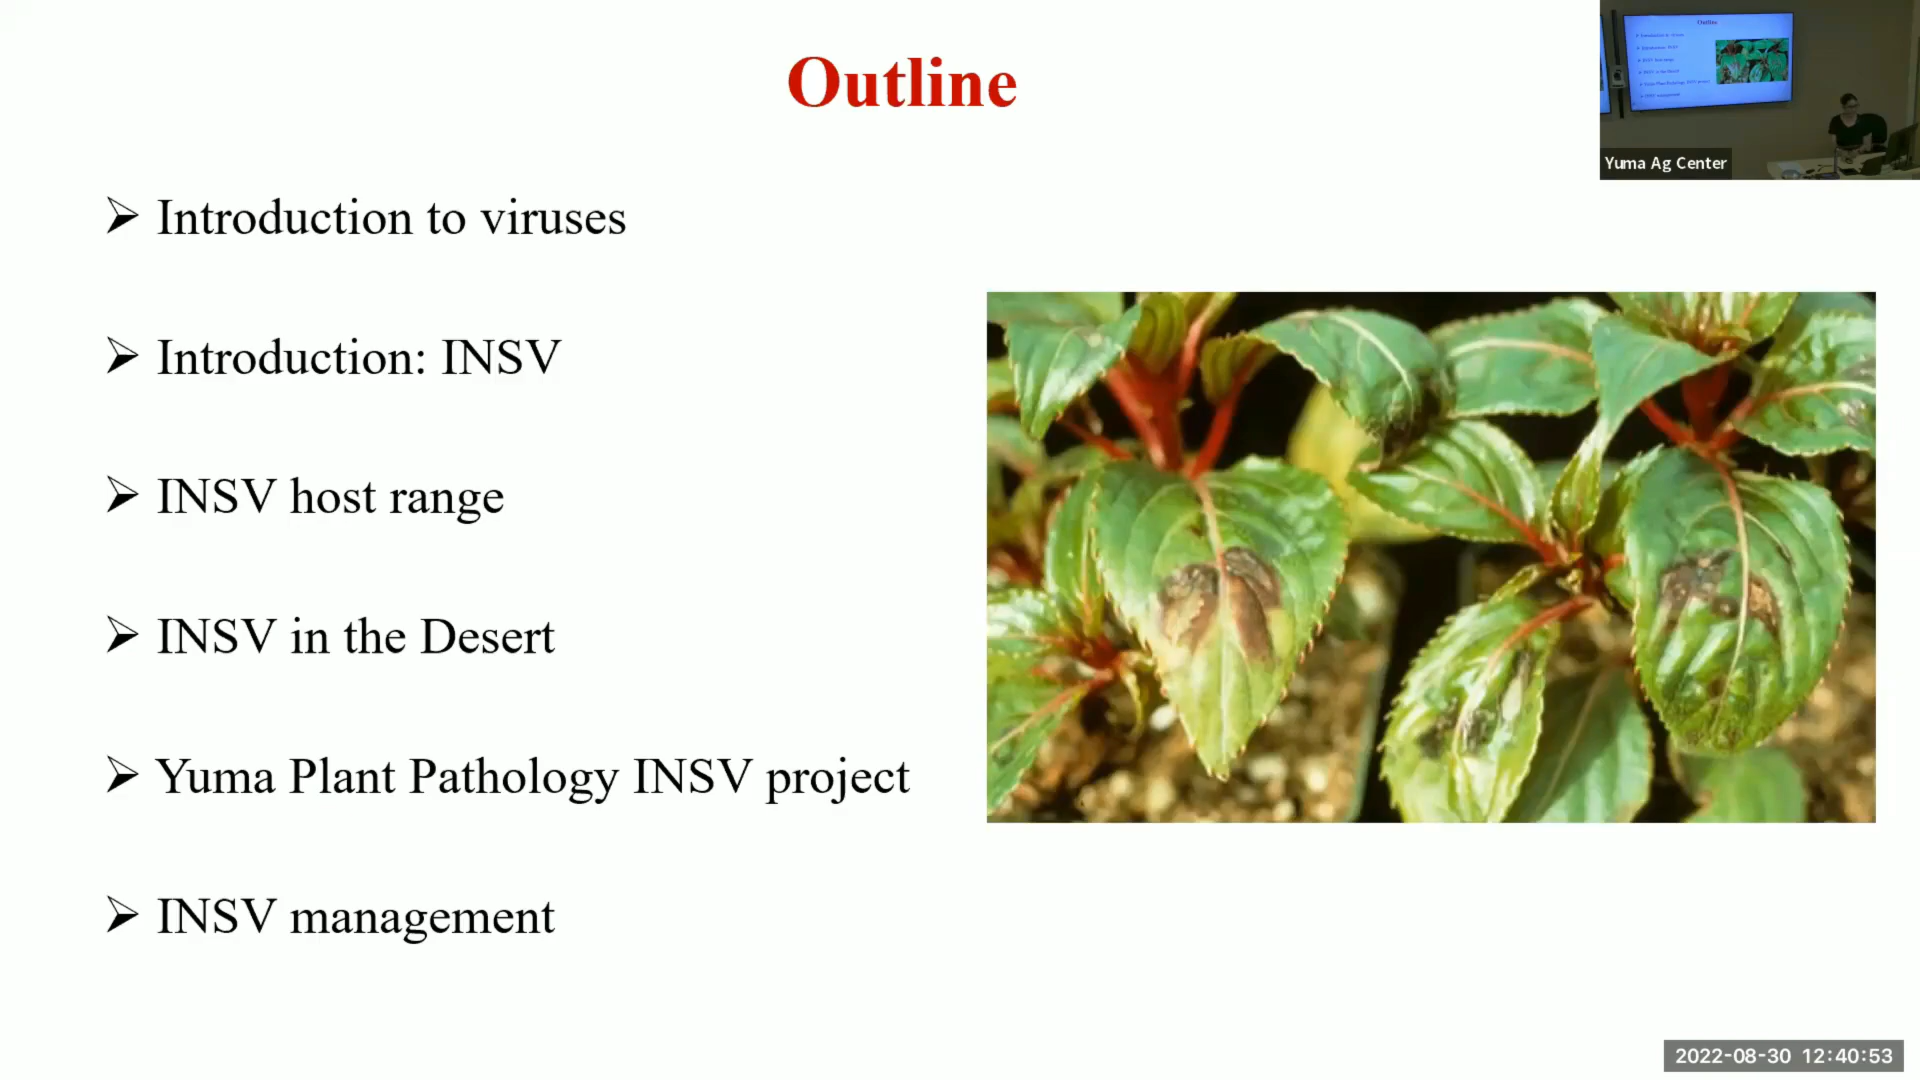 Outline
Yuma Ag Center
➢ Introduction to viruses
➢ Introduction: INSV
➢ INSV host range
➢ INSV in the Desert
➢ Yuma Plant Pathology INSV project
➢ INSV management
2022-08-30 12:40:53